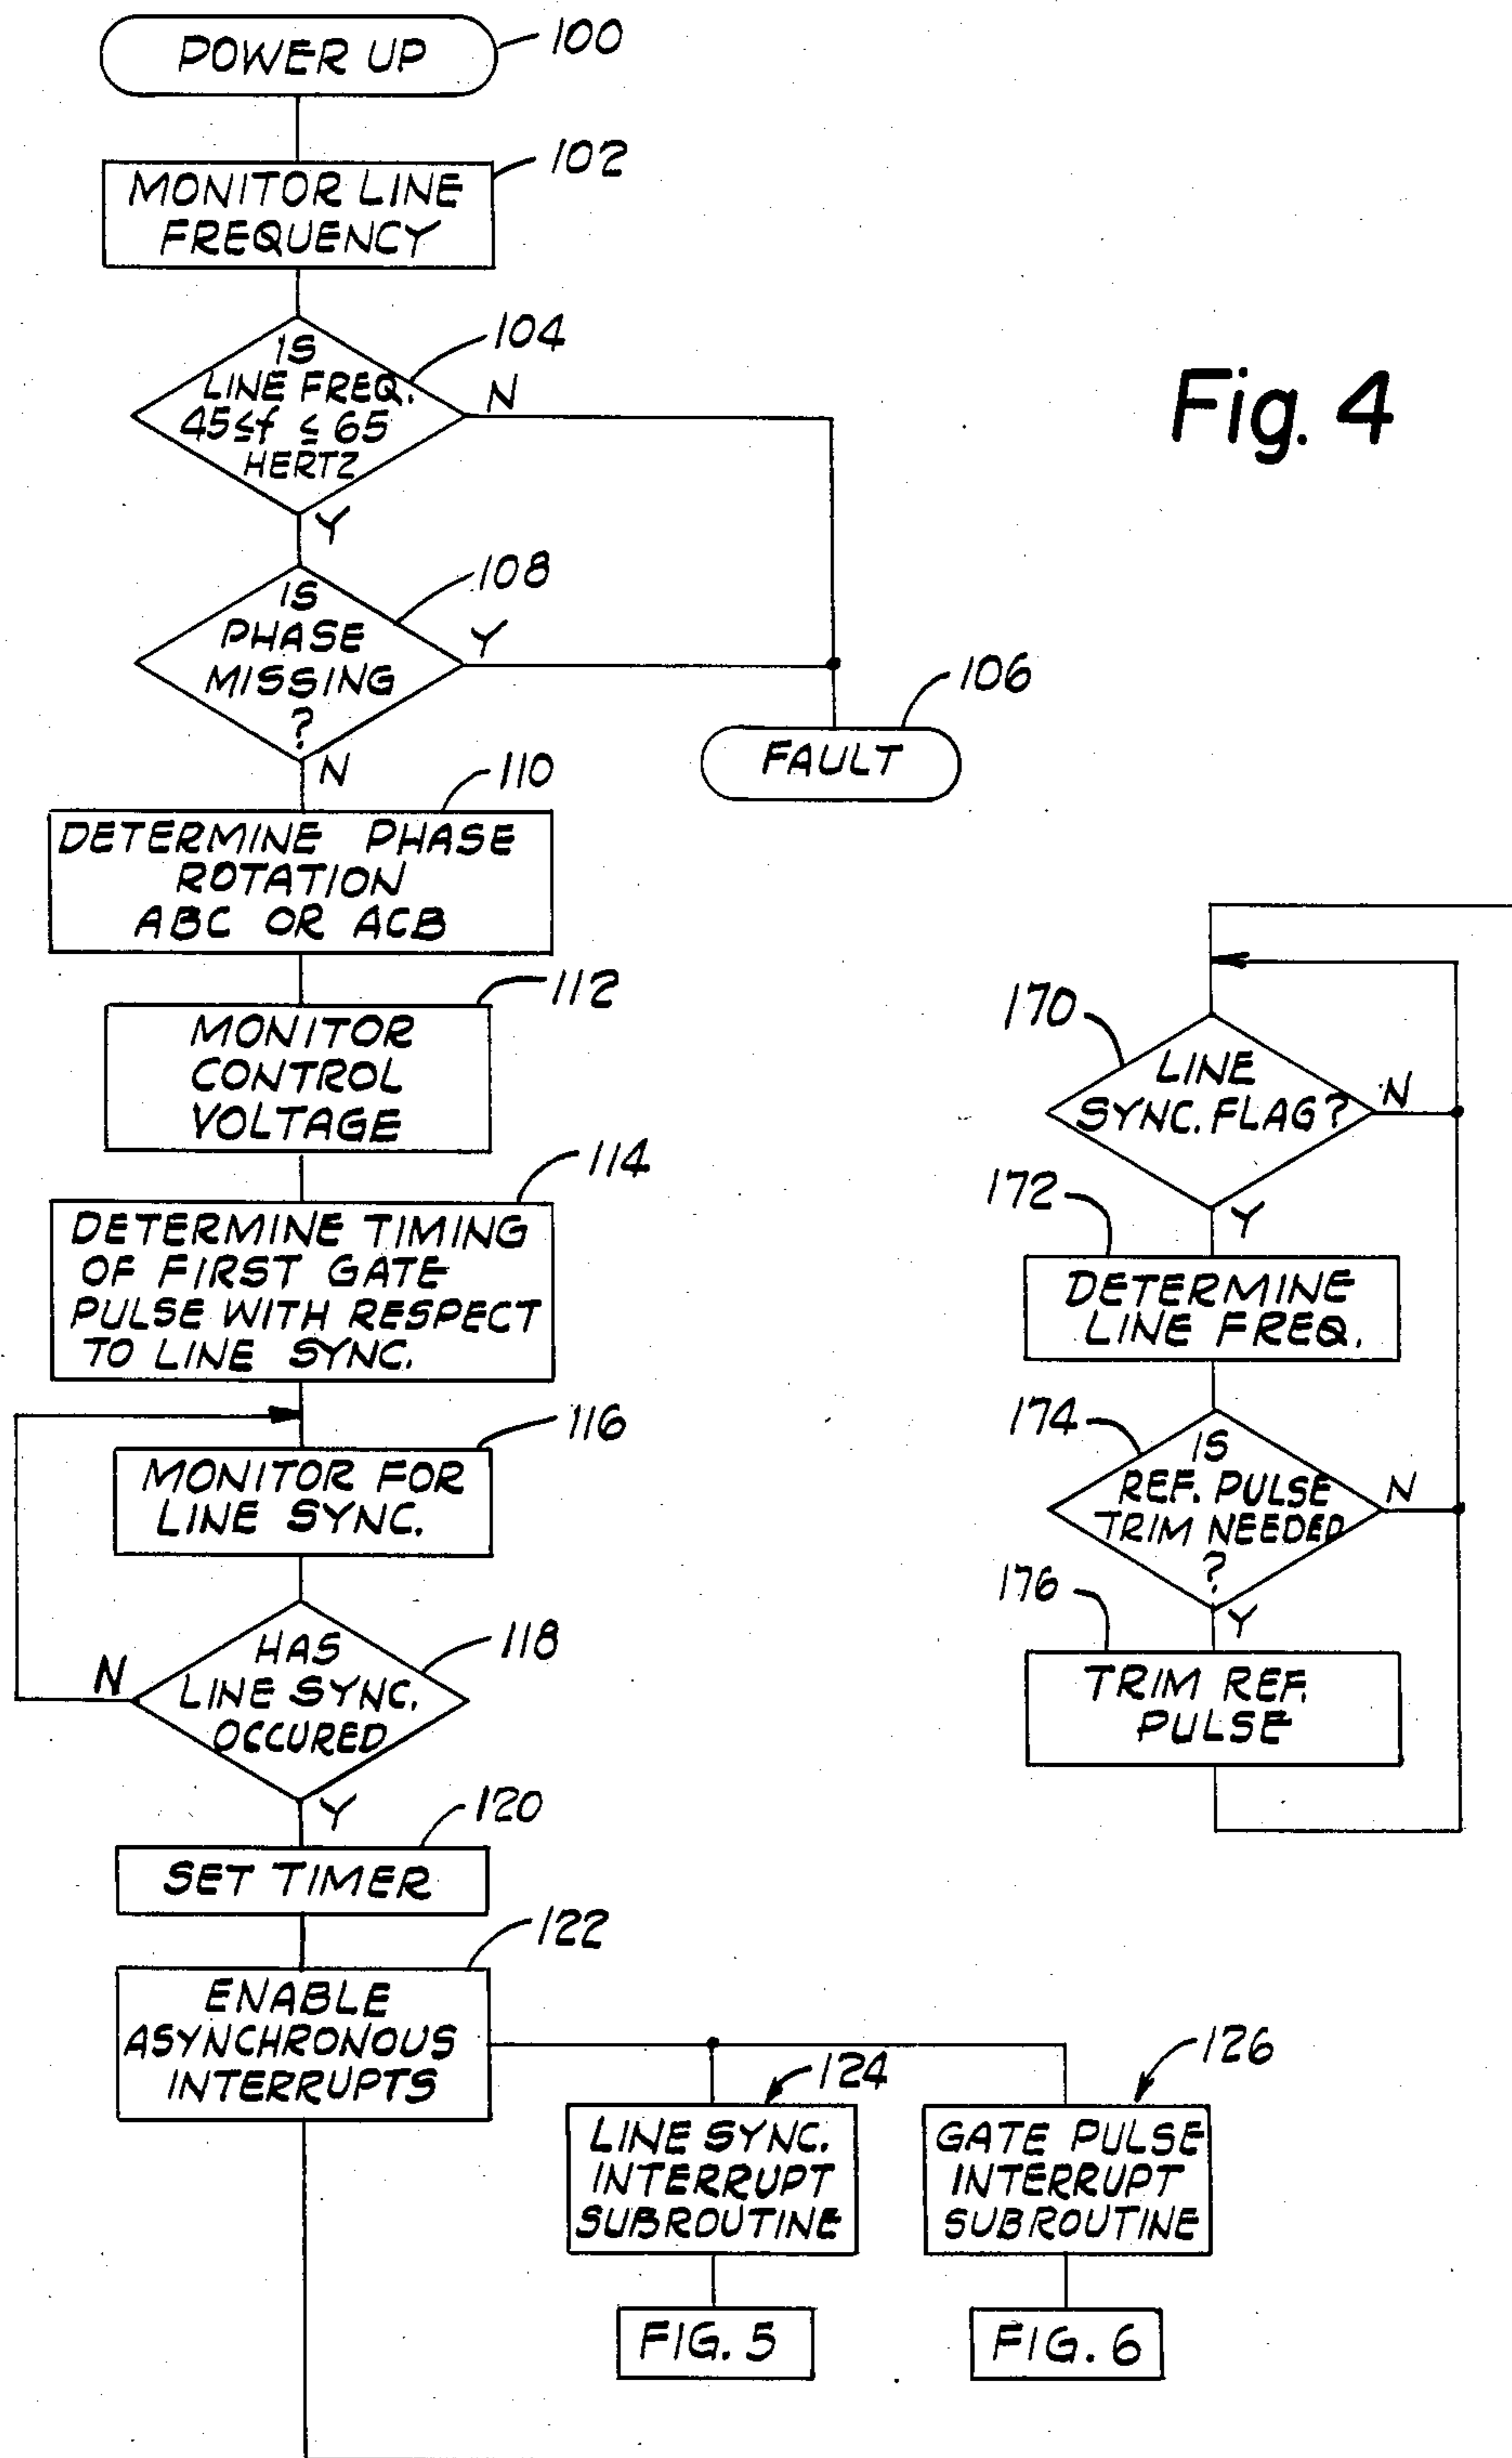 POWER UP
100
MONITOR LINE
FREQUENCY
102
IS
LINE FREQ.
45≤f ≤ 65
HERTZ
104
N
Y
Fig. 4
IS
PHASE
MISSING
?
108
Y
N
FAULT
106
DETERMINE PHASE
ROTATION
ABC OR ACB
110
MONITOR
CONTROL
VOLTAGE
112
DETERMINE TIMING
OF FIRST GATE
PULSE WITH RESPECT
TO LINE SYNC.
114
MONITOR FOR
LINE SYNC.
116
HAS
LINE SYNC.
OCCURED
118
N
Y
SET TIMER
120
ENABLE
ASYNCHRONOUS
INTERRUPTS
122
LINE SYNC.
INTERRUPT
SUBROUTINE
124
FIG. 5
GATE PULSE
INTERRUPT
SUBROUTINE
126
FIG. 6
170
LINE
SYNC. FLAG?
N
Y
172
DETERMINE
LINE FREQ.
174
IS
REF. PULSE
TRIM NEEDED
?
N
Y
176
TRIM REF.
PULSE